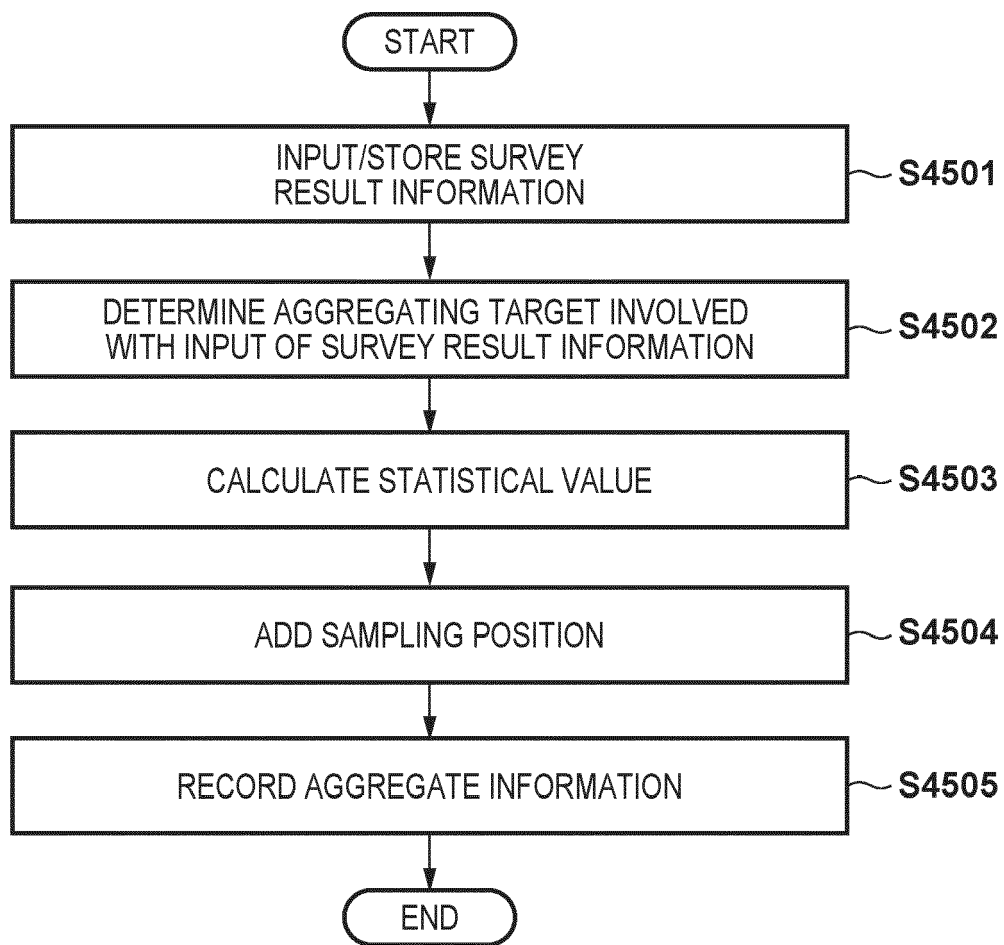 START
INPUT/STORE SURVEY
RESULT INFORMATION
S4501
DETERMINE AGGREGATING TARGET INVOLVED
WITH INPUT OF SURVEY RESULT INFORMATION
S4502
CALCULATE STATISTICAL VALUE
S4503
ADD SAMPLING POSITION
S4504
RECORD AGGREGATE INFORMATION
S4505
END